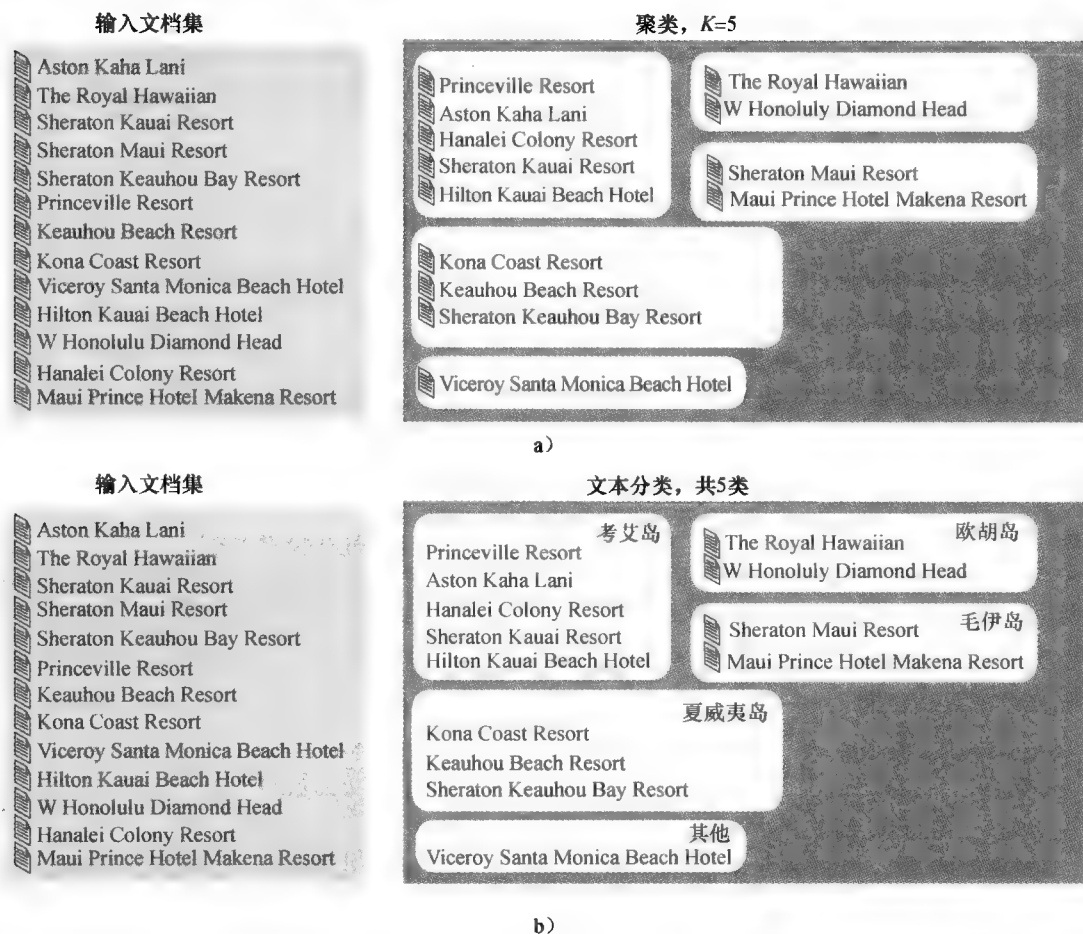 输入文档集
Aston Kaha Lani
The Royal Hawaiian
Sheraton Kauai Resort
Sheraton Maui Resort
Sheraton Keauhou Bay Resort
Princeville Resort
Keauhou Beach Resort
Kona Coast Resort
Viceroy Santa Monica Beach Hotel
Hilton Kauai Beach Hotel
W Honolulu Diamond Head
Hanalei Colony Resort
Maui Prince Hotel Makena Resort
聚类，K=5
Princeville Resort
Aston Kaha Lani
Hanalei Colony Resort
Sheraton Kauai Resort
Hilton Kauai Beach Hotel
The Royal Hawaiian
W Honoluly Diamond Head
Sheraton Maui Resort
Maui Prince Hotel Makena Resort
Kona Coast Resort
Keauhou Beach Resort
Sheraton Keauhou Bay Resort
Viceroy Santa Monica Beach Hotel
a）
输入文档集
Aston Kaha Lani
The Royal Hawaiian
Sheraton Kauai Resort
Sheraton Maui Resort
Sheraton Keauhou Bay Resort
Princeville Resort
Keauhou Beach Resort
Kona Coast Resort
Viceroy Santa Monica Beach Hotel
Hilton Kauai Beach Hotel
W Honolulu Diamond Head
Hanalei Colony Resort
Maui Prince Hotel Makena Resort
文本分类，共5类
考艾岛
Princeville Resort
Aston Kaha Lani
Hanalei Colony Resort
Sheraton Kauai Resort
Hilton Kauai Beach Hotel
The Royal Hawaiian 欧胡岛
W Honoluly Diamond Head
Sheraton Maui Resort 毛伊岛
Maui Prince Hotel Makena Resort
夏威夷岛
Kona Coast Resort
Keauhou Beach Resort
Sheraton Keauhou Bay Resort
其他
Viceroy Santa Monica Beach Hotel
b）